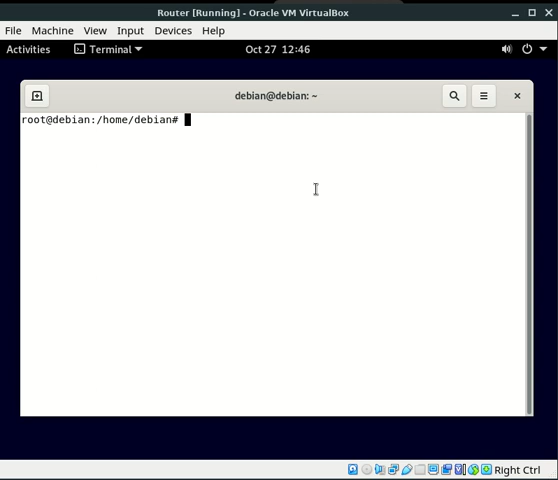 Router [Running] - Oracle VM VirtualBox
File Machine View Input Devices Help
Activities Terminal Oct 27 12:46
debian@debian: ~
root@debian:/home/debian#
Right Ctrl